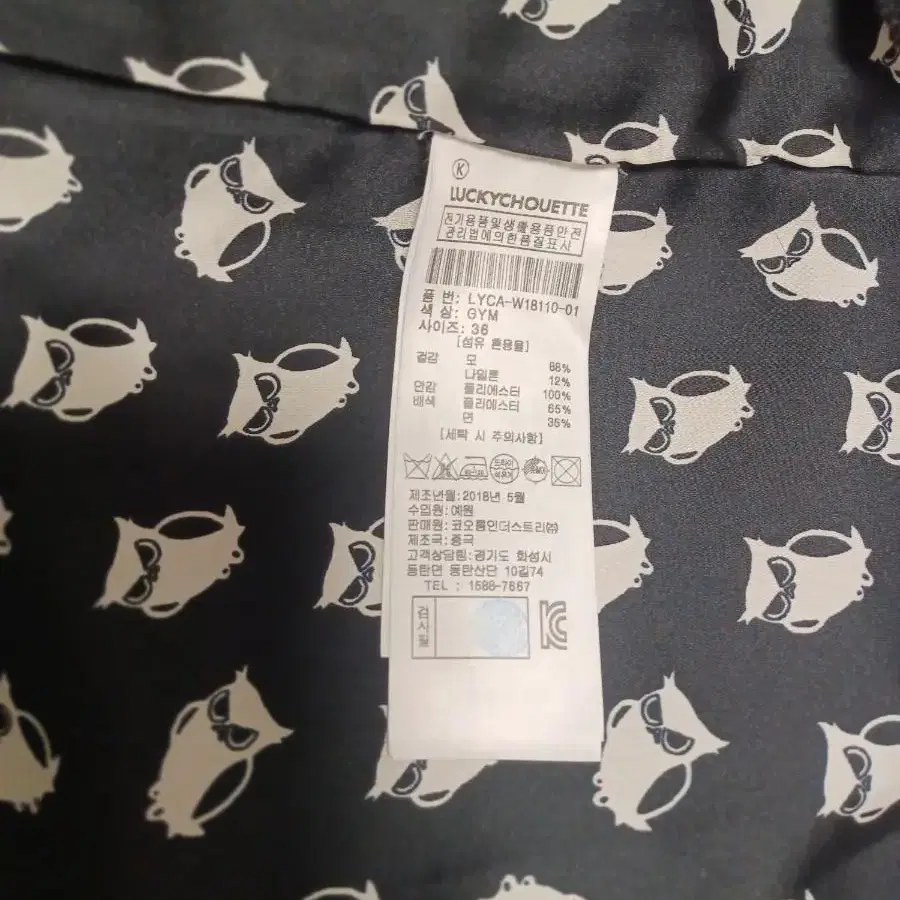 K
LUCKYCHOUETTE
전기용품및생활용품안전
관리법에의한품질표시
품 번: LYCA-W18110-01
색 상: GYM
사이즈: 36
[섬유 혼용율]
겉감 모 88%
나일론 12%
안감 폴리에스터 100%
배색 폴리에스터 65%
면 35%
[세탁 시 주의사항]
드라이
제조년월:2018년 5월
수입원:예원
판매원:코오롱인더스트리㈜
제조국:중국
고객상담팀:경기도 화성시
동탄면 동탄산단 10길74
TEL : 1588-7667
검사필